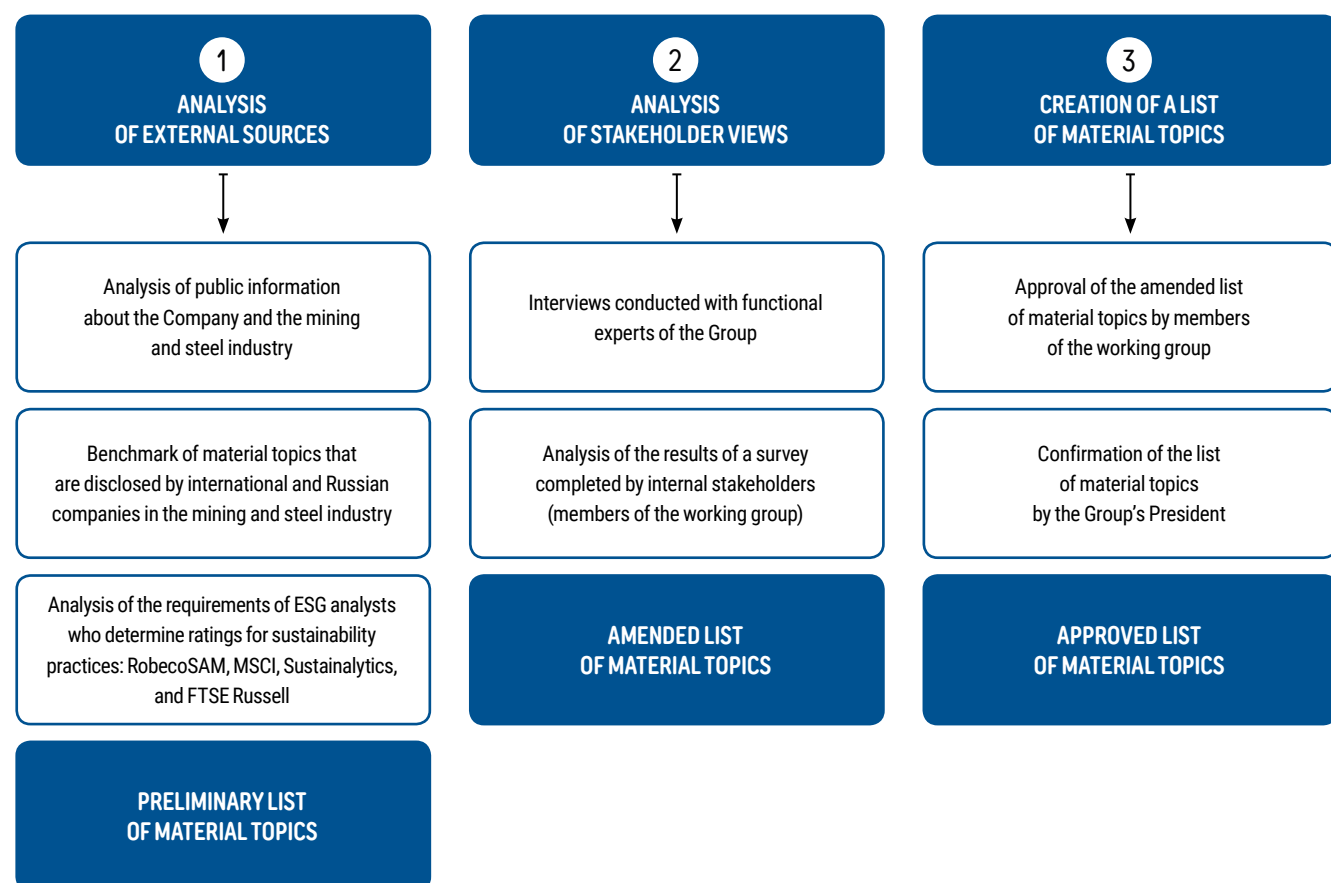 1
ANALYSIS
OF EXTERNAL SOURCES
Analysis of public information
about the Company and the mining
and steel industry
Benchmark of material topics that
are disclosed by international and Russian
companies in the mining and steel industry
Analysis of the requirements of ESG analysts
who determine ratings for sustainability
practices: RobecoSAM, MSCI, Sustainalytics,
and FTSE Russell
PRELIMINARY LIST
OF MATERIAL TOPICS
2
ANALYSIS
OF STAKEHOLDER VIEWS
Interviews conducted with functional
experts of the Group
Analysis of the results of a survey
completed by internal stakeholders
(members of the working group)
AMENDED LIST
OF MATERIAL TOPICS
3
CREATION OF A LIST
OF MATERIAL TOPICS
Approval of the amended list
of material topics by members
of the working group
Confirmation of the list
of material topics
by the Group’s President
APPROVED LIST
OF MATERIAL TOPICS